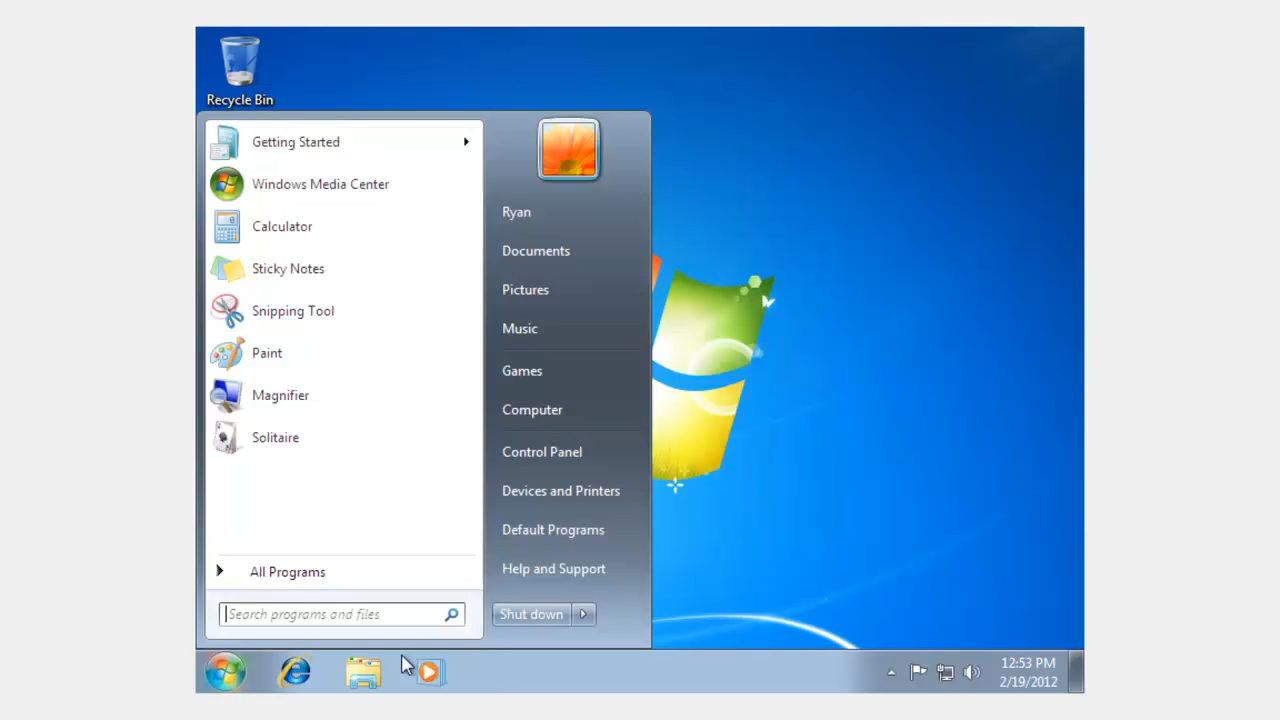 Recycle Bin
Getting Started
Windows Media Center
Calculator
Sticky Notes
Snipping Tool
Paint
Magnifier
Solitaire
All Programs
Search programs and files
Ryan
Documents
Pictures
Music
Games
Computer
Control Panel
Devices and Printers
Default Programs
Help and Support
Shut down
12:53 PM
2/19/2012